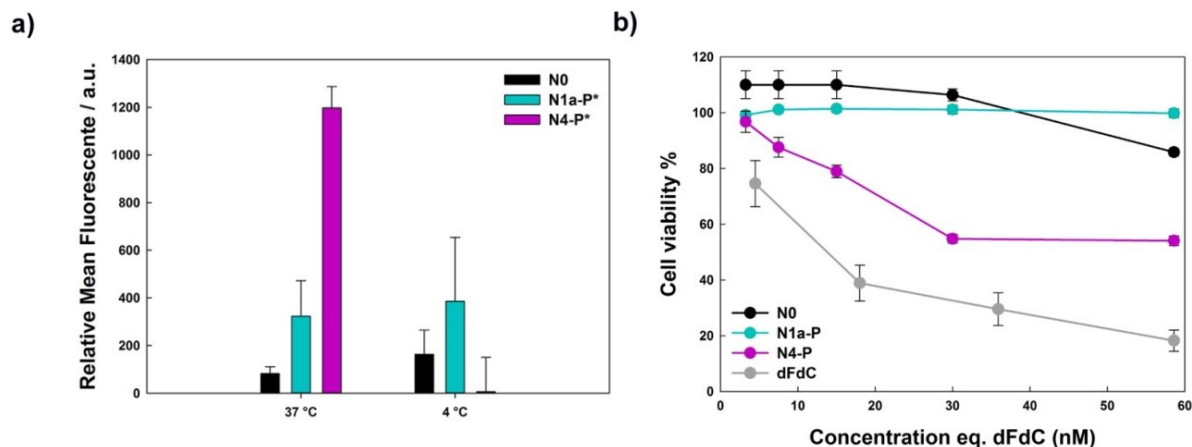 a)
Relative Mean Fluorescente / a.u.
1400
1200
1000
800
600
400
200
0
N0
N1a-P*
N4-P*
37 °C
4 °C
b)
Cell viability %
120
100
80
60
40
20
0
N0
N1a-P
N4-P
dFdC
0
10
20
30
40
50
60
Concentration eq. dFdC (nM)